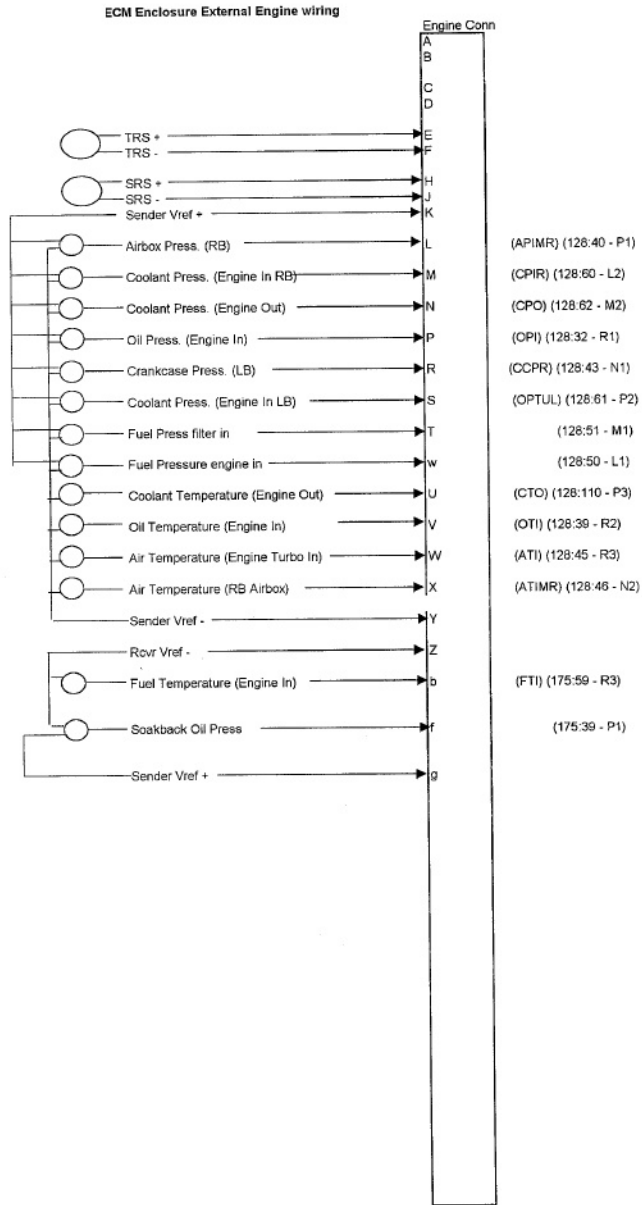 ECM Enclosure External Engine wiring
Engine Conn
A
B
C
D
TRS + E
TRS - F
SRS + H
SRS - J
Sender Vref + K
Airbox Press. (RB) L (APIMR) (128:40 - P1)
Coolant Press. (Engine In RB) M (CPIR) (128:60 - L2)
Coolant Press. (Engine Out) N (CPO) (128:62 - M2)
Oil Press. (Engine In) P (OPI) (128:32 - R1)
Crankcase Press. (LB) R (CCPR) (128:43 - N1)
Coolant Press. (Engine In LB) S (OPTUL) (128:61 - P2)
Fuel Press filter in T (128:51 - M1)
Fuel Pressure engine in w (128:50 - L1)
Coolant Temperature (Engine Out) U (CTO) (128:110 - P3)
Oil Temperature (Engine In) V (OTI) (128:39 - R2)
Air Temperature (Engine Turbo In) W (ATI) (128:45 - R3)
Air Temperature (RB Airbox) X (ATIMR) (128:46 - N2)
Sender Vref - Y
Rcvr Vref - Z
Fuel Temperature (Engine In) b (FTI) (175:59 - R3)
Soakback Oil Press f (175:39 - P1)
Sender Vref + g